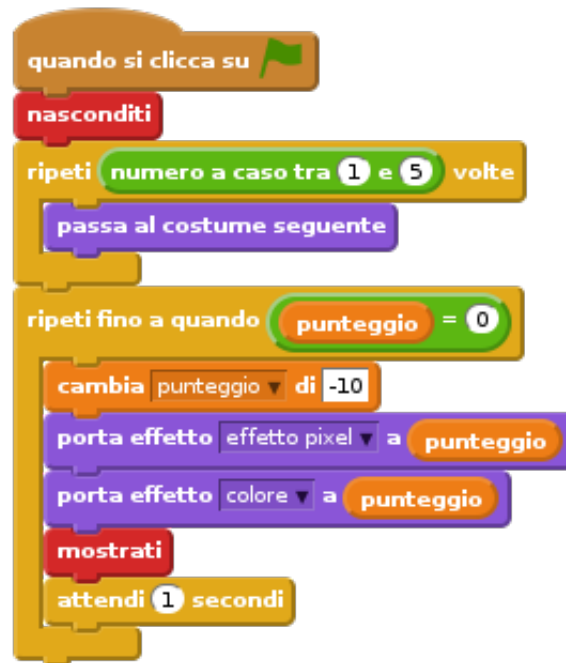 quando si clicca su
nasconditi
ripeti numero a caso tra 1 e 5 volte
passa al costume seguente
ripeti fino a quando punteggio = 0
cambia punteggio di -10
porta effetto effetto pixel a punteggio
porta effetto colore a punteggio
mostrati
attendi 1 secondi